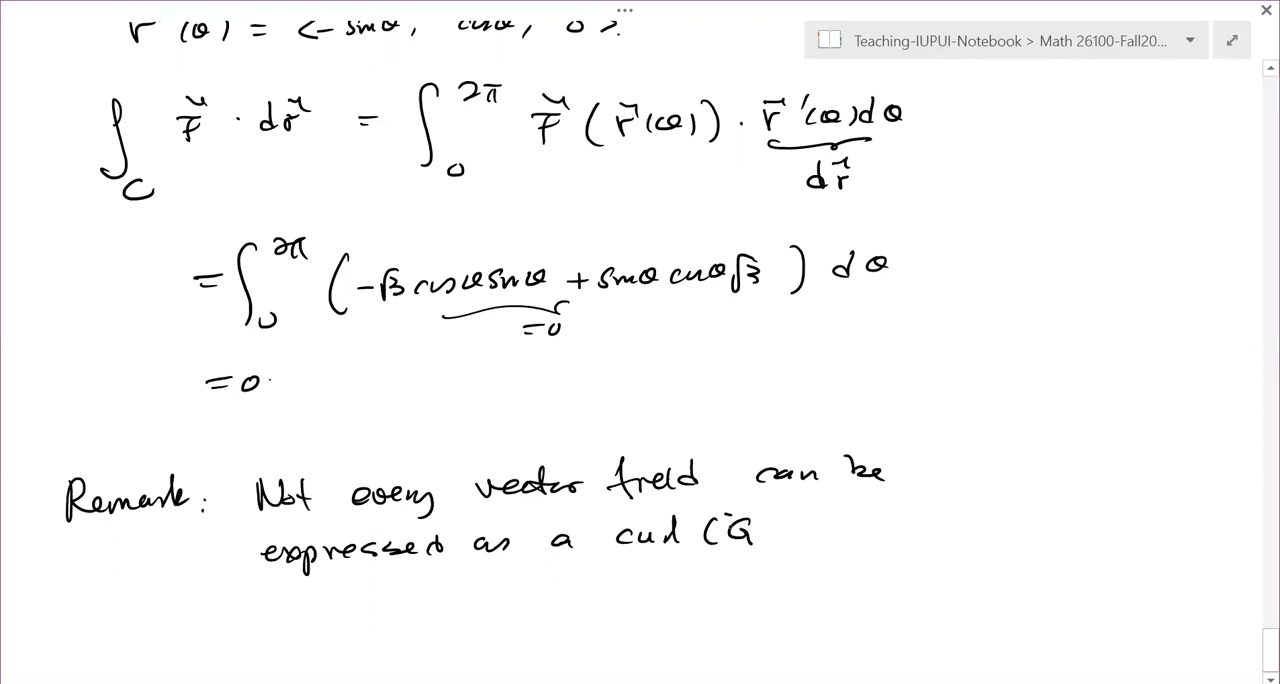 r'(θ) = <- sinθ, cosθ, 0>.
Teaching-IUPUI-Notebook > Math 26100-Fall20...
∫_C F⃗ · dr⃗ = ∫_0^{2π} F⃗ (r⃗(θ)) · r⃗'(θ)dθ
dr⃗
= ∫_0^{2π} (-√3 cosθ sinθ + sinθ cosθ √3) dθ
=0
=0.
Remark: Not every vector field can be
expressed as a curl (G⃗